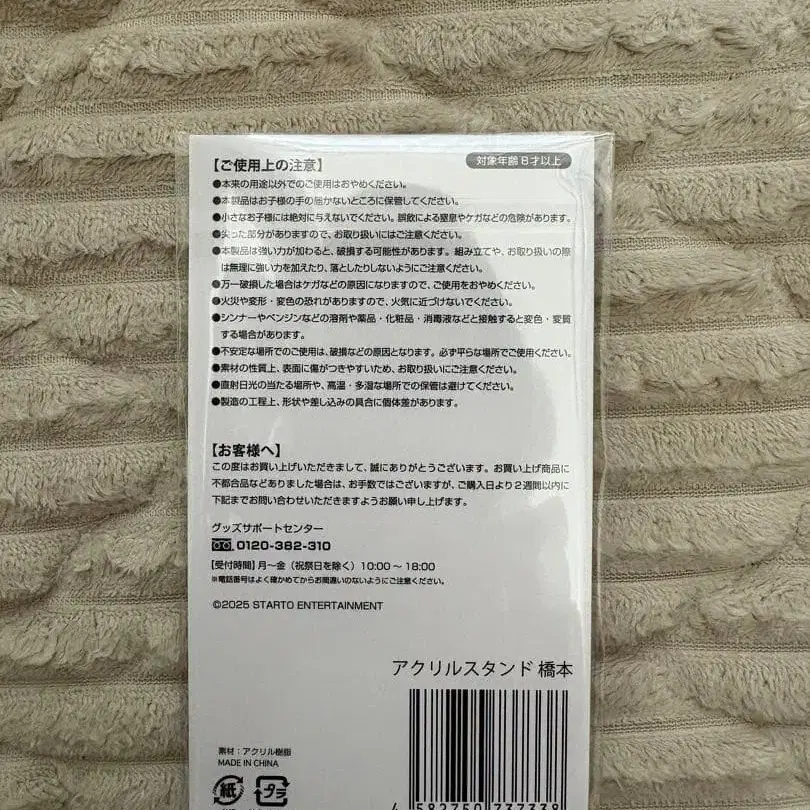 【ご使用上の注意】
対象年齢8才以上
●本来の用途以外でのご使用はおやめください。
●本製品はお子様の手の届かないところに保管してください。
●小さなお子様には絶対に与えないでください。誤飲による窒息やケガなどの危険があります。
●尖った部分がありますので、お取り扱いにはご注意ください。
●本製品は強い力が加わると、破損する可能性があります。組み立てや、お取り扱いの際
は無理に強い力を加えたり、落としたりしないようにご注意ください。
●万一破損した場合はケガなどの原因になりますので、ご使用をおやめください。
●火災や変形・変色の恐れがありますので、火気に近づけないでください。
●シンナーやベンジンなどの溶剤や薬品・化粧品・消毒液などと接触すると変色・変質
する場合があります。
●不安定な場所でのご使用は、破損などの原因となります。必ず平らな場所でご使用ください。
●素材の性質上、表面に傷がつきやすいため、お取り扱いにご注意ください。
●直射日光の当たる場所や、高温・多湿な場所での保管は避けてください。
●製造の工程上、形状や差し込みの具合に個体差があります。
【お客様へ】
この度はお買い上げいただきまして、誠にありがとうございます。お買い上げ商品に
不都合品などありました場合は、お手数ではございますが、ご購入日より2週間以内に
下記までお問い合わせいただきますようお願い申し上げます。
グッズサポートセンター
0120-382-310
【受付時間】月～金（祝祭日を除く）10:00～18:00
※電話番号はよく確かめてからお間違いのないようにご注意ください。
©2025 STARTO ENTERTAINMENT
アクリルスタンド 橋本
素材：アクリル樹脂
MADE IN CHINA
紙
プラ
4 582750 737338